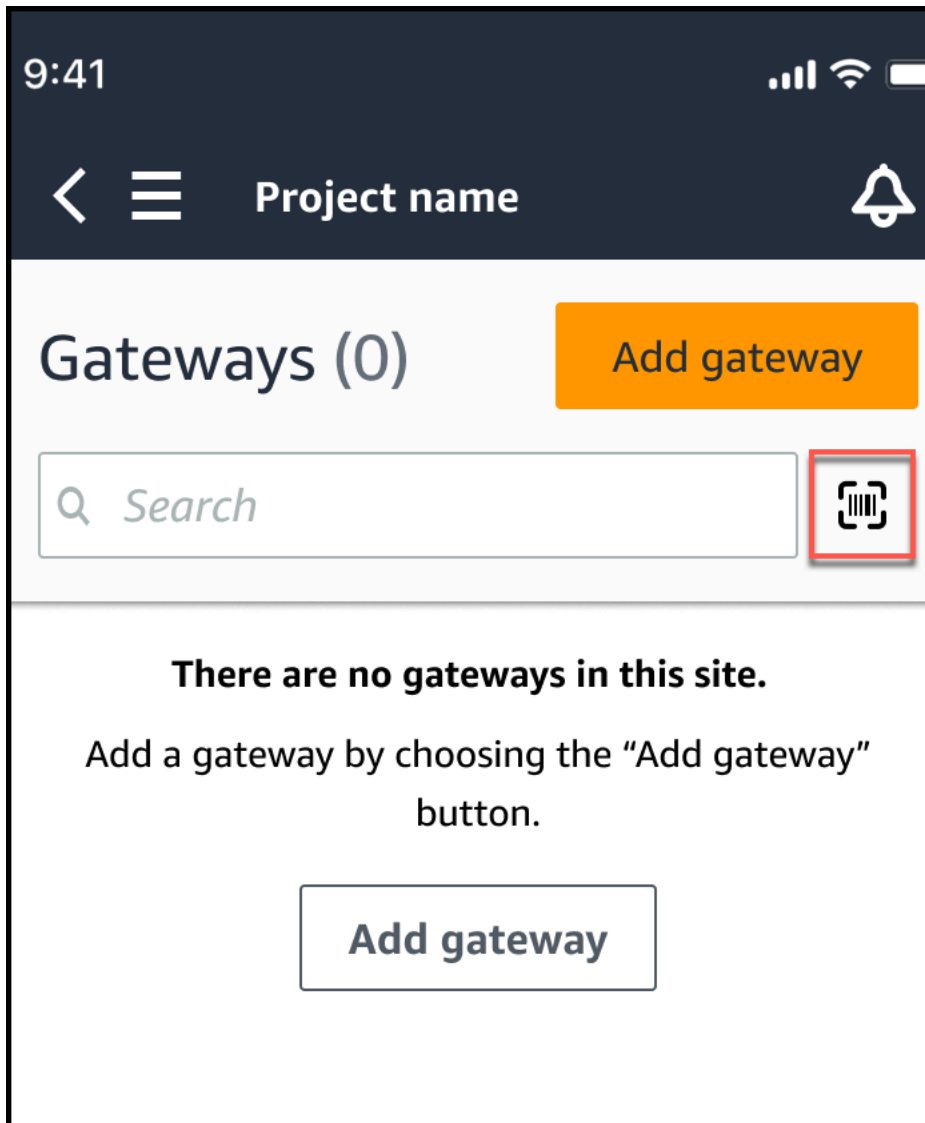 9:41
Project name
Gateways (0)
Add gateway
Search
There are no gateways in this site.
Add a gateway by choosing the “Add gateway”
button.
Add gateway